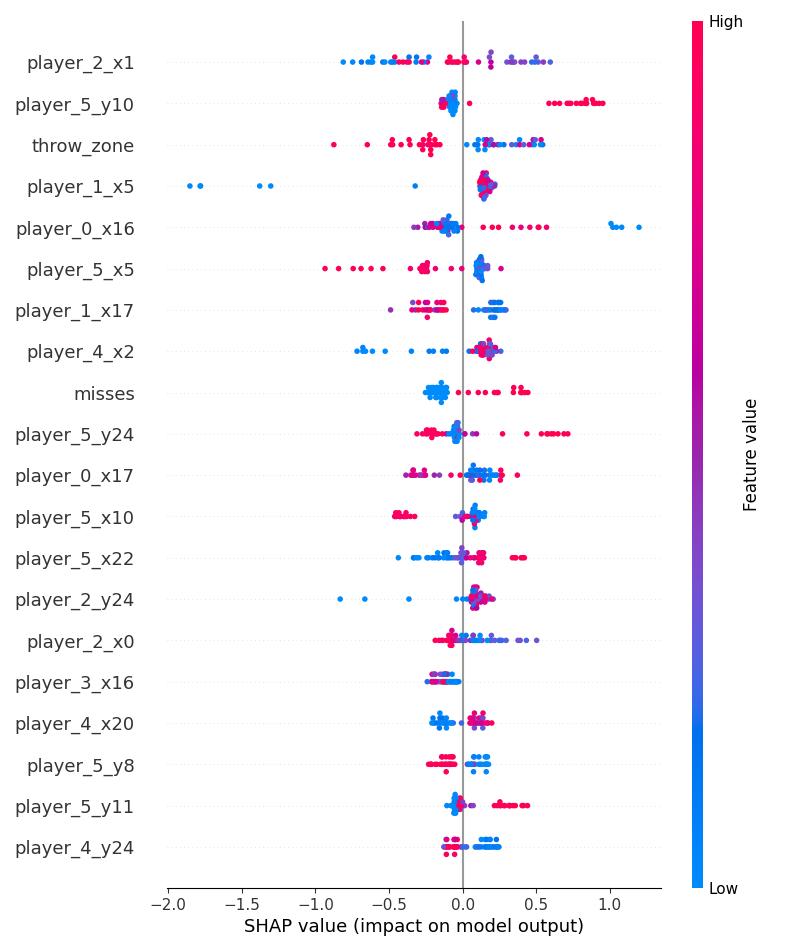 High
player_2_x1
player_5_y10
throw_zone
player_1_x5
player_0_x16
player_5_x5
player_1_x17
player_4_x2
misses
player_5_y24
player_0_x17
player_5_x10
player_5_x22
player_2_y24
player_2_x0
player_3_x16
player_4_x20
player_5_y8
player_5_y11
player_4_y24
Feature value
Low
−2.0 −1.5 −1.0 −0.5 0.0 0.5 1.0
SHAP value (impact on model output)